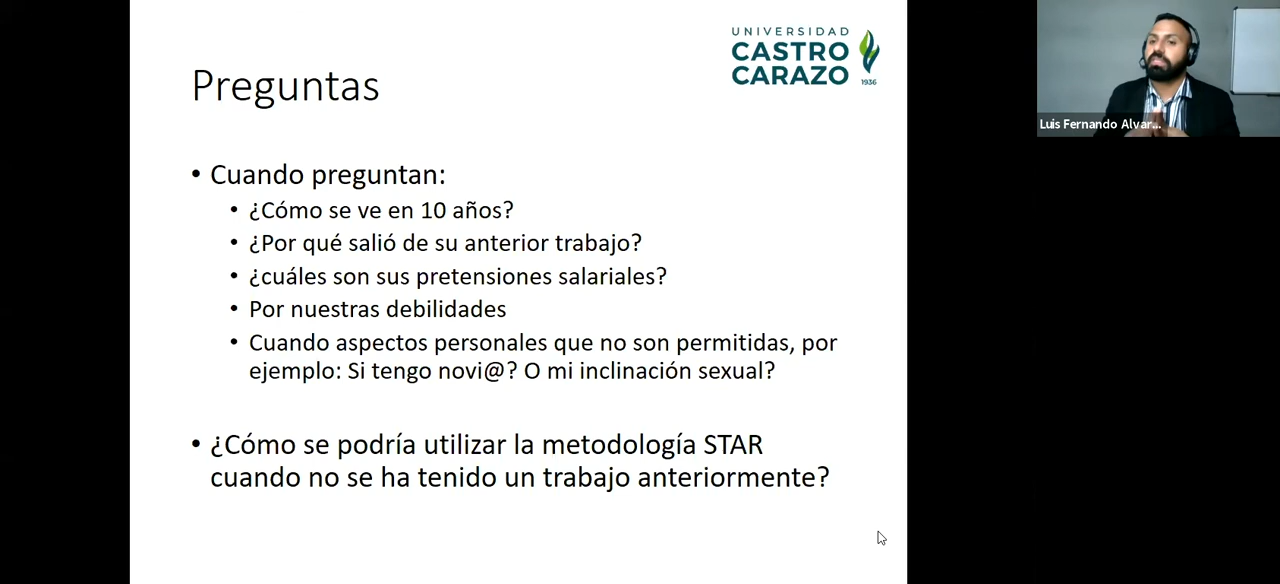 UNIVERSIDAD
CASTRO
CARAZO
1936
Preguntas
Luis Fernando Alvar...
• Cuando preguntan:
• ¿Cómo se ve en 10 años?
• ¿Por qué salió de su anterior trabajo?
• ¿cuáles son sus pretensiones salariales?
• Por nuestras debilidades
• Cuando aspectos personales que no son permitidas, por
ejemplo: Si tengo novi@? O mi inclinación sexual?
• ¿Cómo se podría utilizar la metodología STAR
cuando no se ha tenido un trabajo anteriormente?